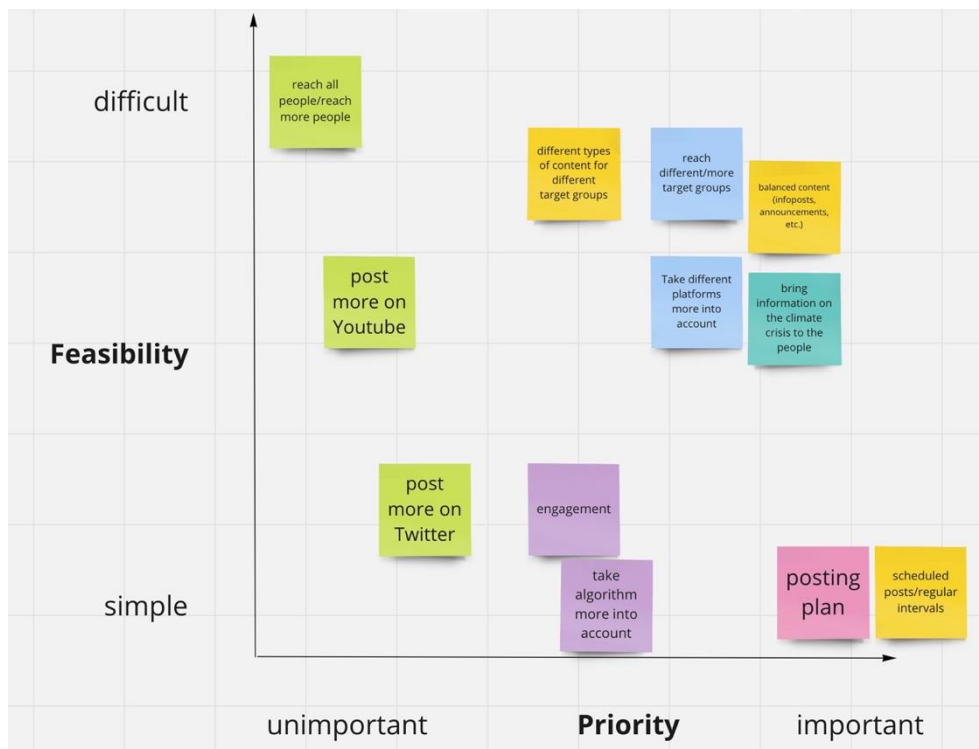 difficult
reach all
people/reach
more people
different types
of content for
different
target groups
reach
different/more
target groups
balanced content
(infoposts,
announcements,
etc.)
post
more on
Youtube
Take different
platforms
more into
account
bring
information on
the climate
crisis to the
people
Feasibility
post
more on
Twitter
engagement
take
algorithm
more into
account
posting
plan
scheduled
posts/regular
intervals
simple
unimportant
Priority
important